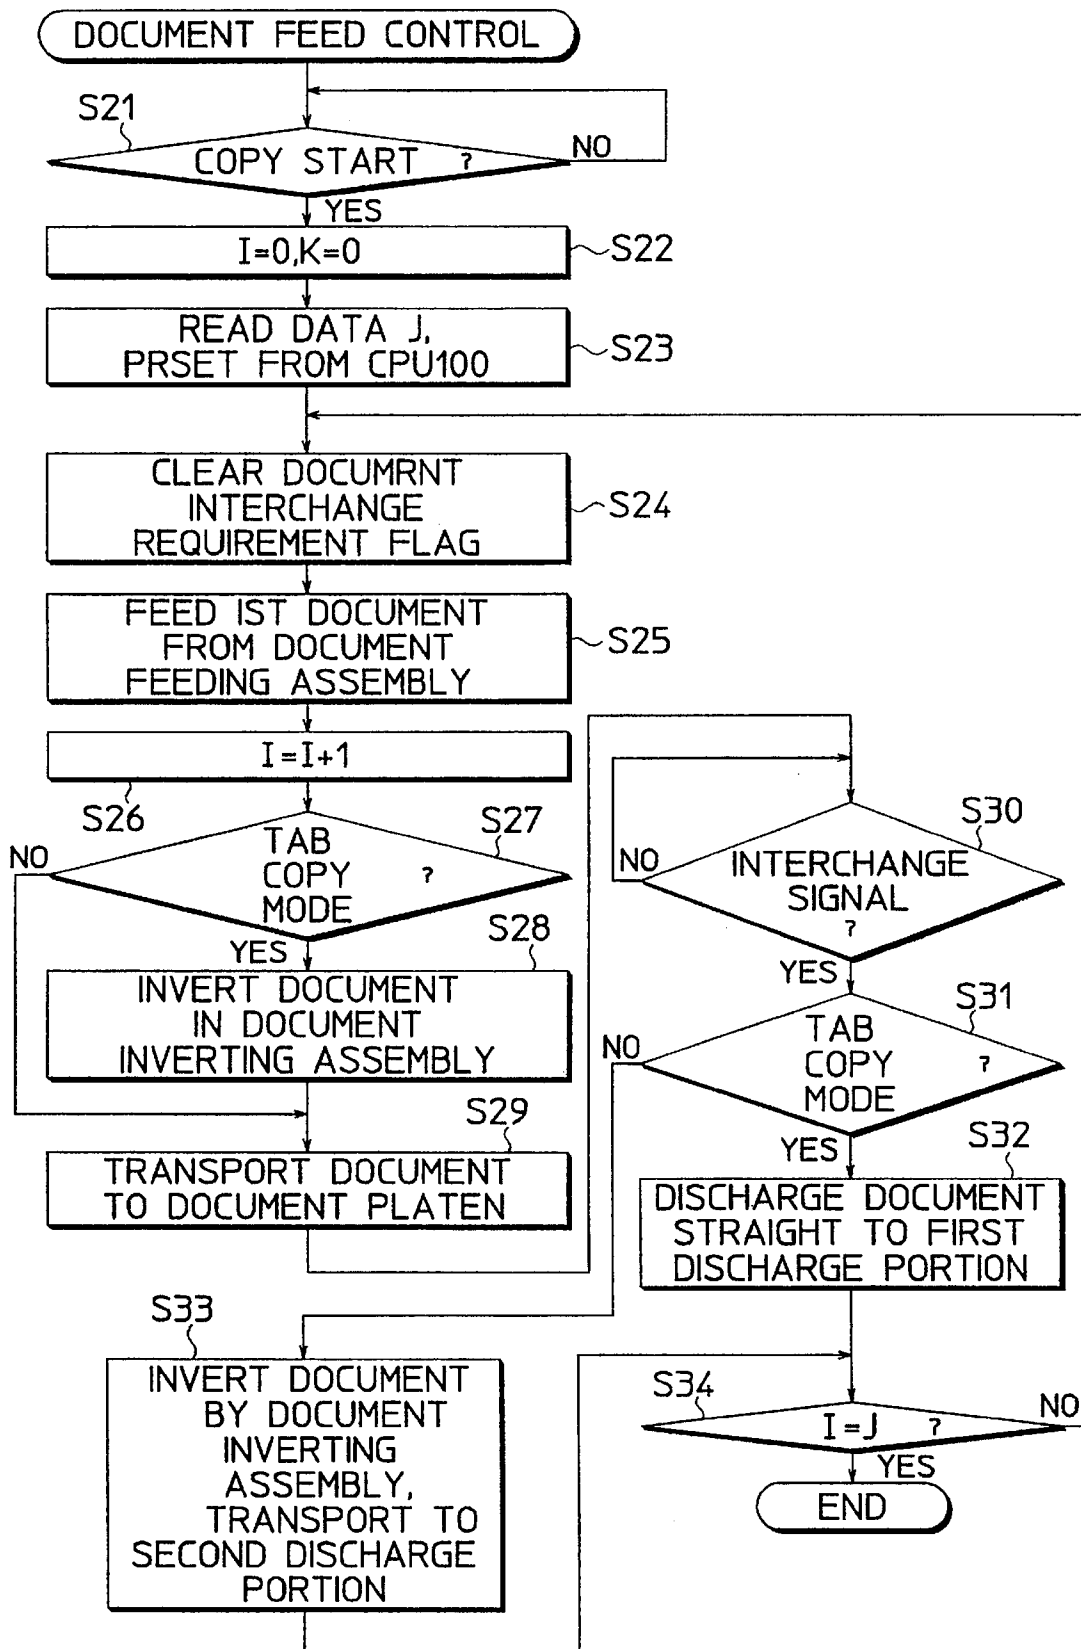 DOCUMENT FEED CONTROL
S21
COPY START ?
NO
YES
I=0,K=0
S22
READ DATA J,
PRSET FROM CPU100
S23
CLEAR DOCUMRNT
INTERCHANGE
REQUIREMENT FLAG
S24
FEED IST DOCUMENT
FROM DOCUMENT
FEEDING ASSEMBLY
S25
I=I+1
S26
S27
NO
TAB
COPY ?
MODE
YES
S28
INVERT DOCUMENT
IN DOCUMENT
INVERTING ASSEMBLY
S29
TRANSPORT DOCUMENT
TO DOCUMENT PLATEN
S30
NO
INTERCHANGE
SIGNAL
?
YES
S31
NO
TAB
COPY ?
MODE
YES
S32
DISCHARGE DOCUMENT
STRAIGHT TO FIRST
DISCHARGE PORTION
S33
INVERT DOCUMENT
BY DOCUMENT
INVERTING
ASSEMBLY,
TRANSPORT TO
SECOND DISCHARGE
PORTION
S34
I=J ?
NO
YES
END